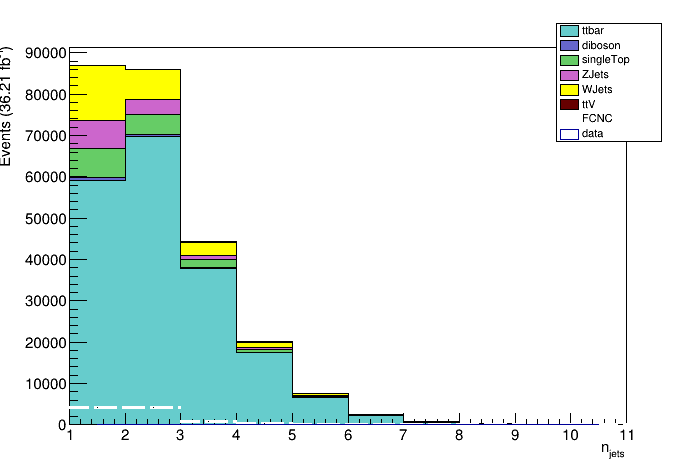 ttbar
diboson
singleTop
ZJets
WJets
ttV
FCNC
data
Events (36.21 fb⁻¹)
90000
80000
70000
60000
50000
40000
30000
20000
10000
0
1 2 3 4 5 6 7 8 9 10 11
n_jets